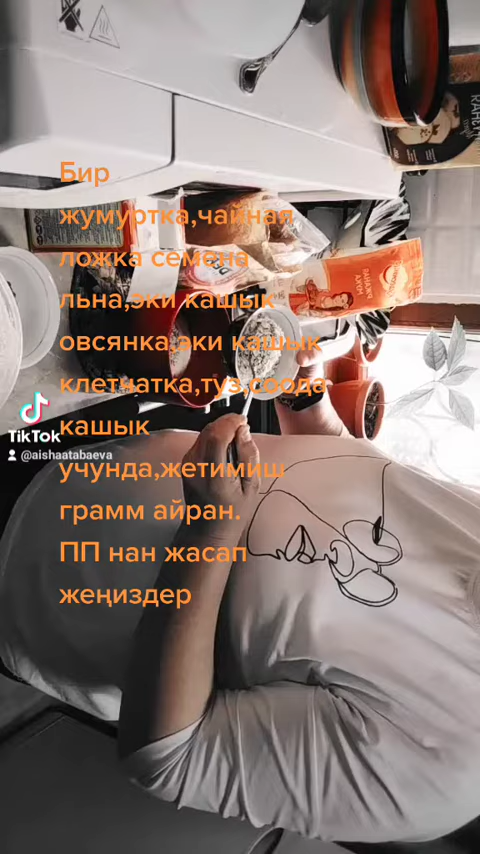 Бир
жумуртка,чайная
ложка семена
льна,эки кашык
овсянка,эки кашык
клетчатка,туз,соода
кашык
учунда,жетимиш
грамм айран.
ПП нан жасап
жеңиздер
TikTok
@aishaatabaeva